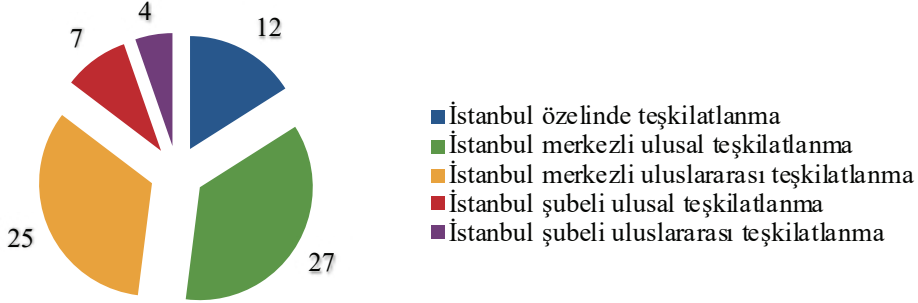 4
7
12
25
27
İstanbul özelinde teşkilatlanma
İstanbul merkezli ulusal teşkilatlanma
İstanbul merkezli uluslararası teşkilatlanma
İstanbul şubeli ulusal teşkilatlanma
İstanbul şubeli uluslararası teşkilatlanma